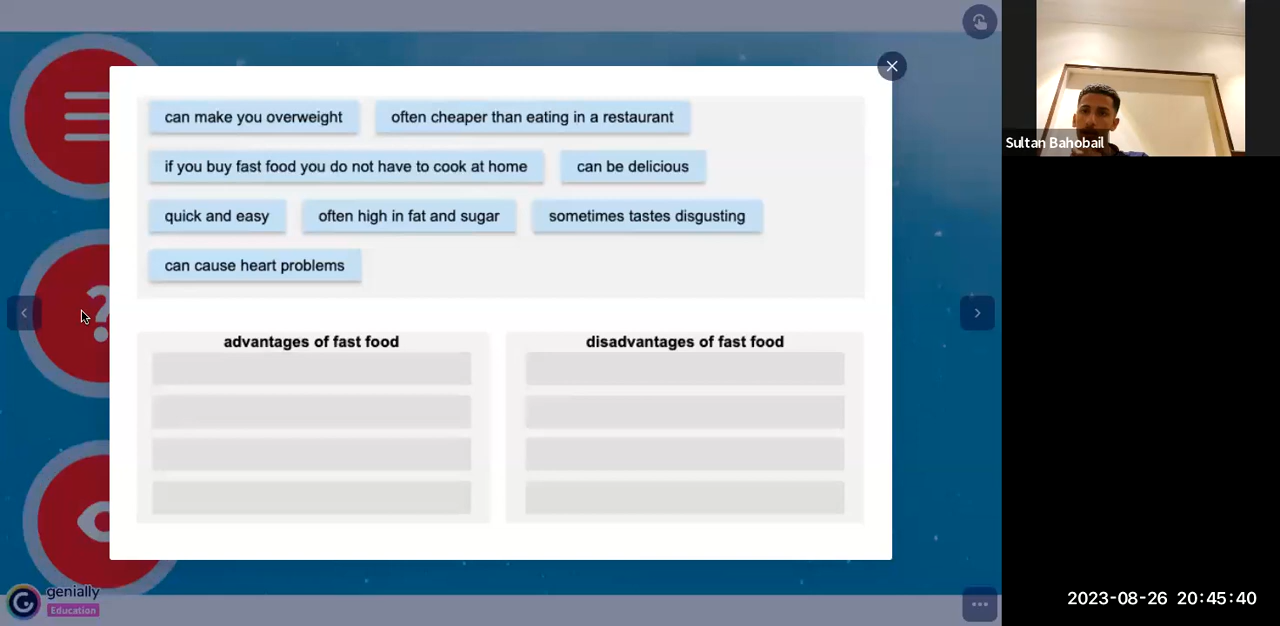 can make you overweight
often cheaper than eating in a restaurant
if you buy fast food you do not have to cook at home
can be delicious
quick and easy
often high in fat and sugar
sometimes tastes disgusting
can cause heart problems
advantages of fast food
disadvantages of fast food
?
genially
Education
Sultan Bahobail
2023-08-26 20:45:40